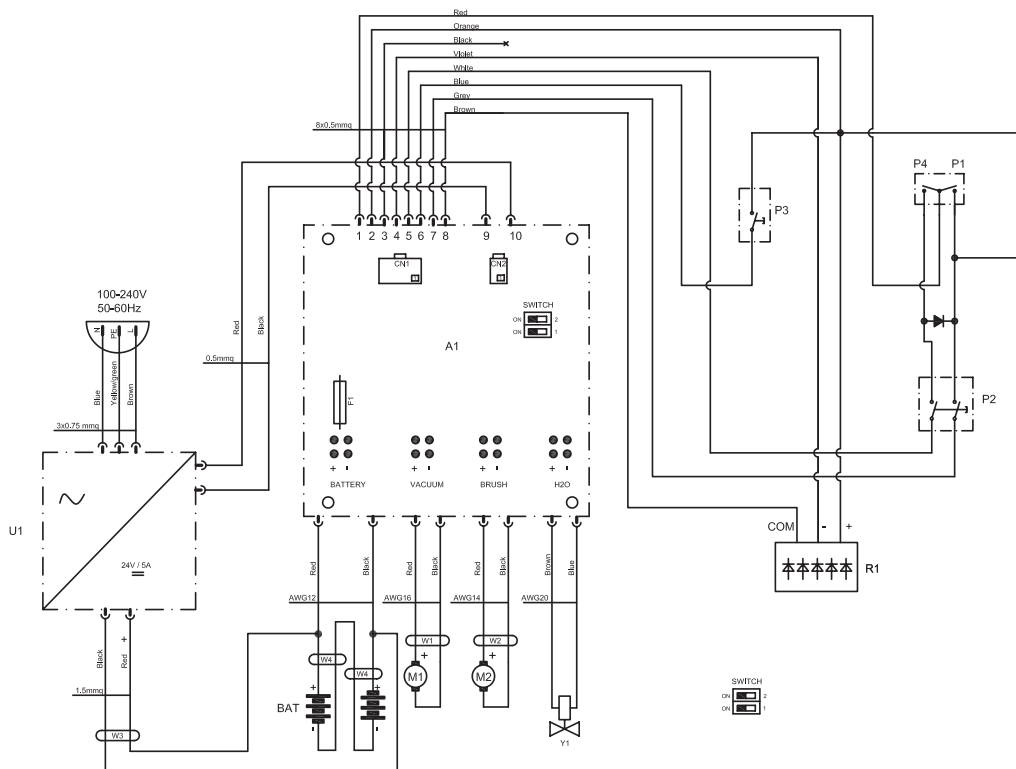 Red
Orange
Black
Violet
White
Blue
Grey
Brown
8x0.5mmq
P4 P1
P3
1 2 3 4 5 6 7 8 9 10
CN1
CN2
SWITCH
ON 2
ON 1
A1
100-240V
50-60Hz
N PE L
Red
Black
0.5mmq
Blue
Yellow/green
Brown
3x0.75 mmq
F1
P2
+ - + - + - + -
BATTERY VACUUM BRUSH H2O
U1
24V / 5A
COM - +
R1
Red
Black
Red
Black
Red
Black
Brown
Blue
AWG12 AWG16 AWG14 AWG20
Black
+
Red
W1 W2
W4
W4
+ +
M1 M2
1.5mmq
+ +
BAT
- -
W3
Y1
SWITCH
ON 2
ON 1